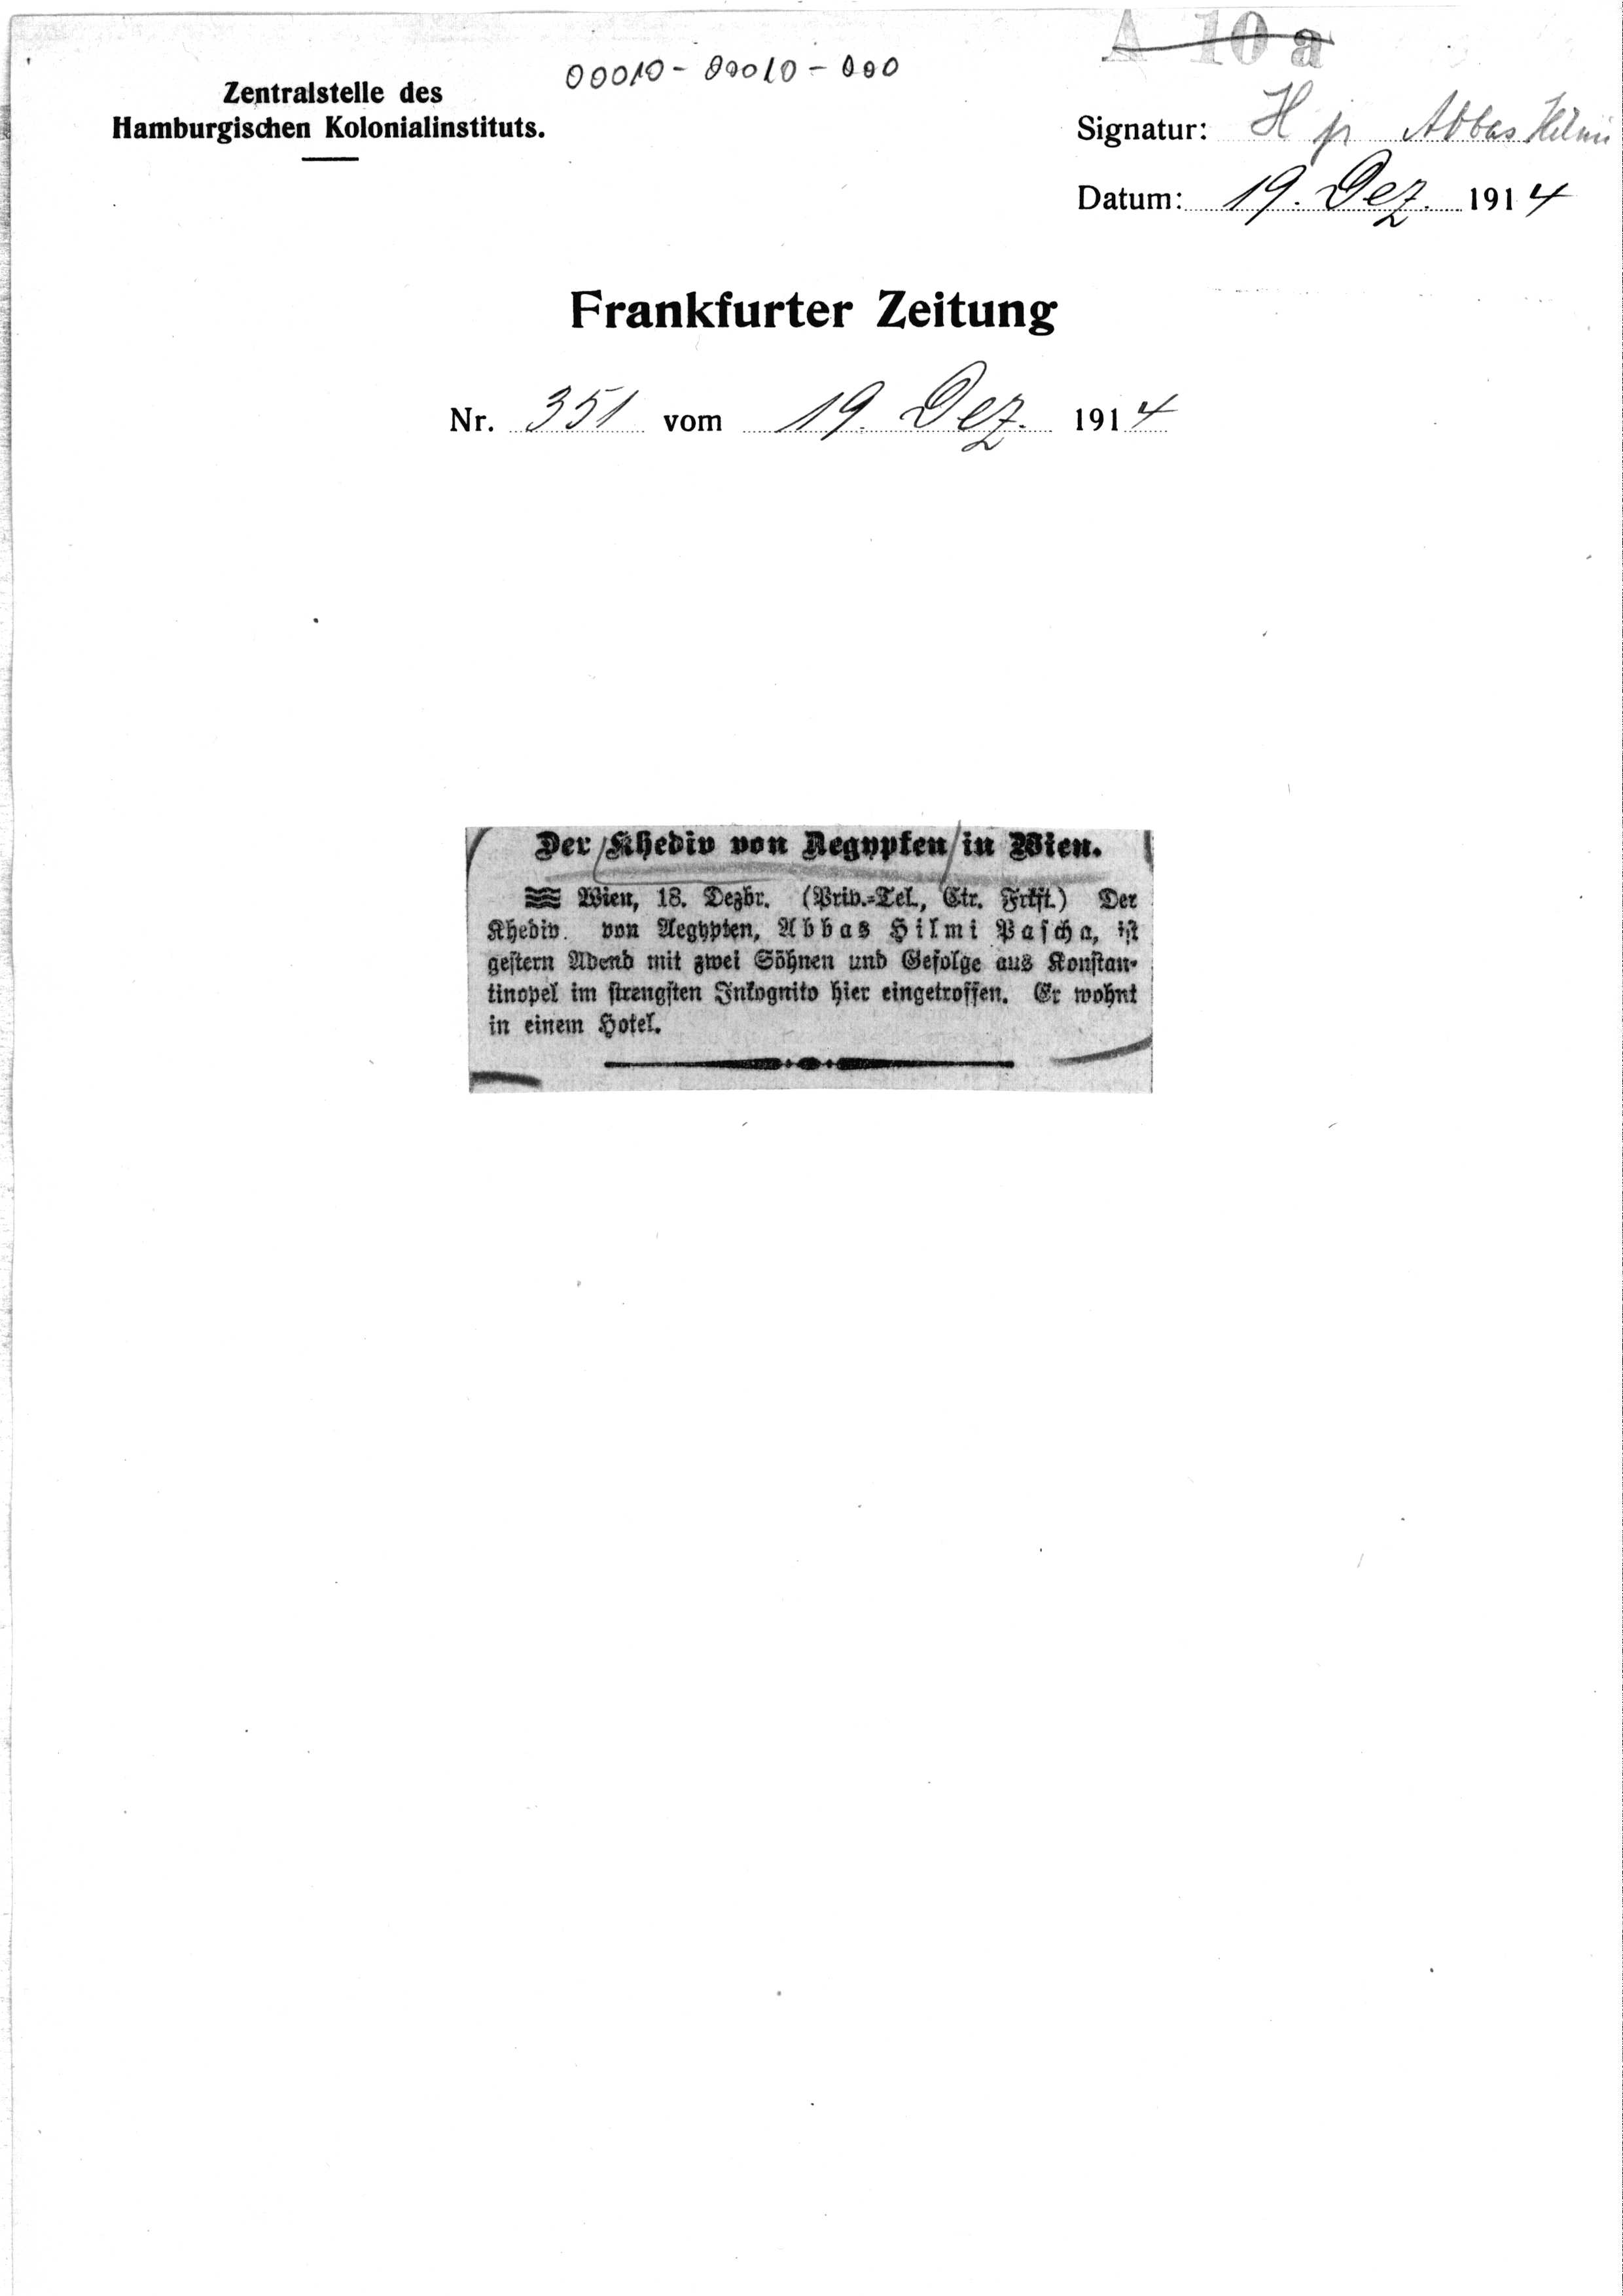 A 10 a
00010-00010-000
Zentralstelle des
Hamburgischen Kolonialinstituts.
Signatur: H p Abbas Hilmi
Datum: 19. Dez. 1914
Frankfurter Zeitung
Nr. 351 vom 19. Dez. 1914
Der Khediv von Aegypten in Wien.
Wien, 18. Dezbr. (Priv.-Tel., Ctr. Frkft.) Der
Khediv. von Aegypten, Abbas Hilmi Pascha, ist
gestern Abend mit zwei Söhnen und Gefolge aus Konstan-
tinopel im strengsten Inkognito hier eingetroffen. Er wohnt
in einem Hotel.